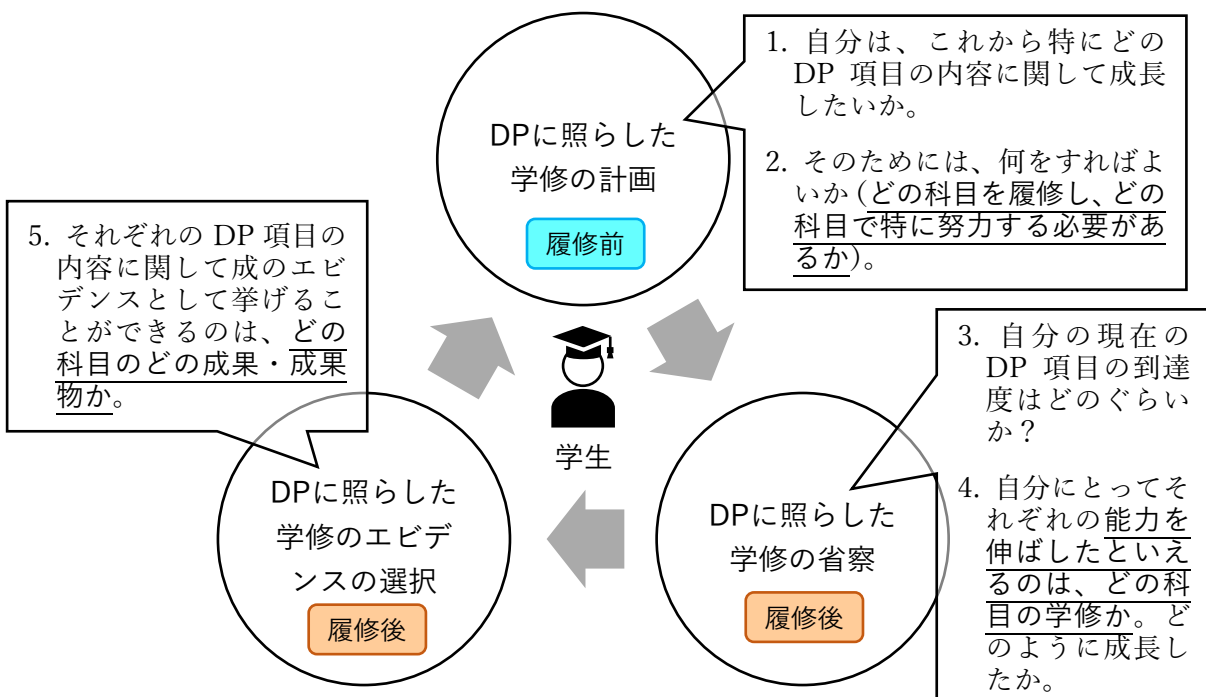 DPに照らした
学修の計画
履修前
1. 自分は、これから特にどの
DP 項目の内容に関して成長
したいか。
2. そのためには、何をすればよ
いか(どの科目を履修し、どの
科目で特に努力する必要があ
るか)。
学生
DPに照らした
学修の省察
履修後
3. 自分の現在の
DP 項目の到達
度はどのぐらい
か？
4. 自分にとってそ
れぞれの能力を
伸ばしたといえ
るのは、どの科
目の学修か。ど
のように成長し
たか。
DPに照らした
学修のエビデ
ンスの選択
履修後
5. それぞれの DP 項目の
内容に関して成のエビ
デンスとして挙げるこ
とができるのは、どの
科目のどの成果・成果
物か。